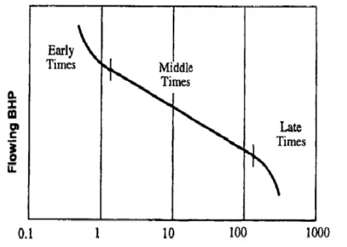 Early
Times
Middle
Times
Late
Times
Flowing BHP
0.1 1 10 100 1000